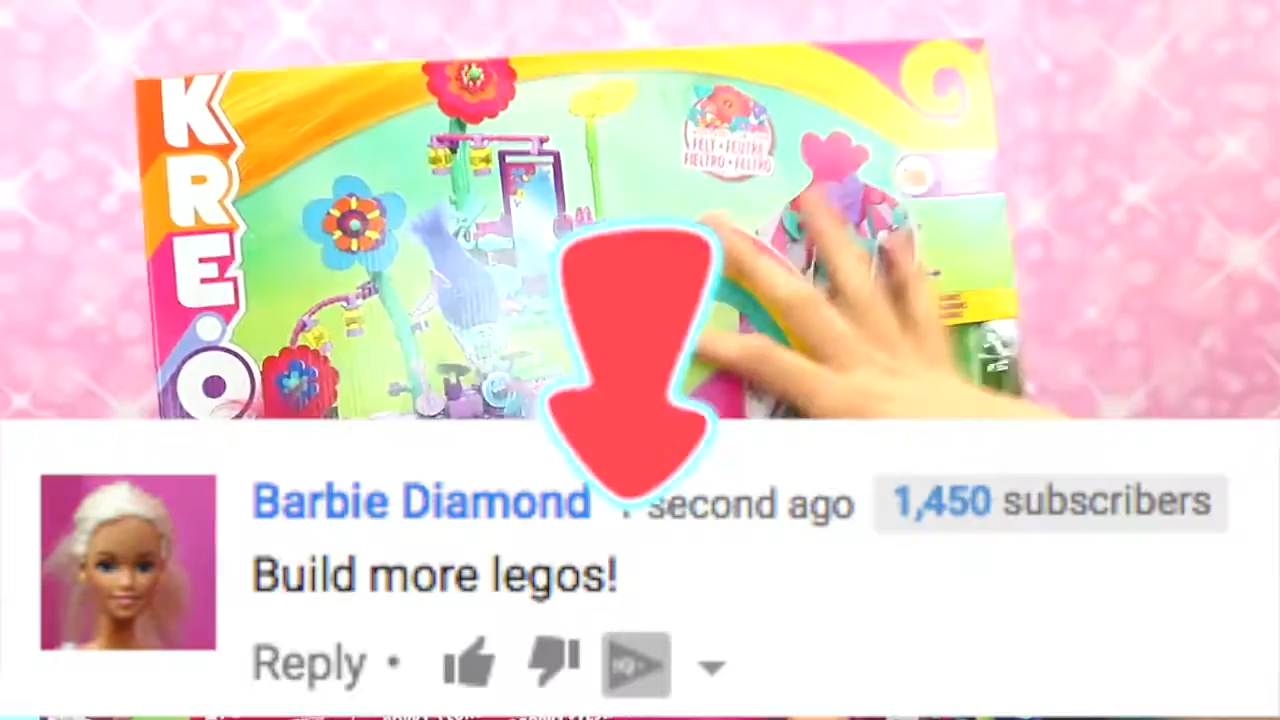 KRE-O
FELT • FEUTRE
FIELTRO • FELTRO
Barbie Diamond
second ago
1,450 subscribers
Build more legos!
Reply •